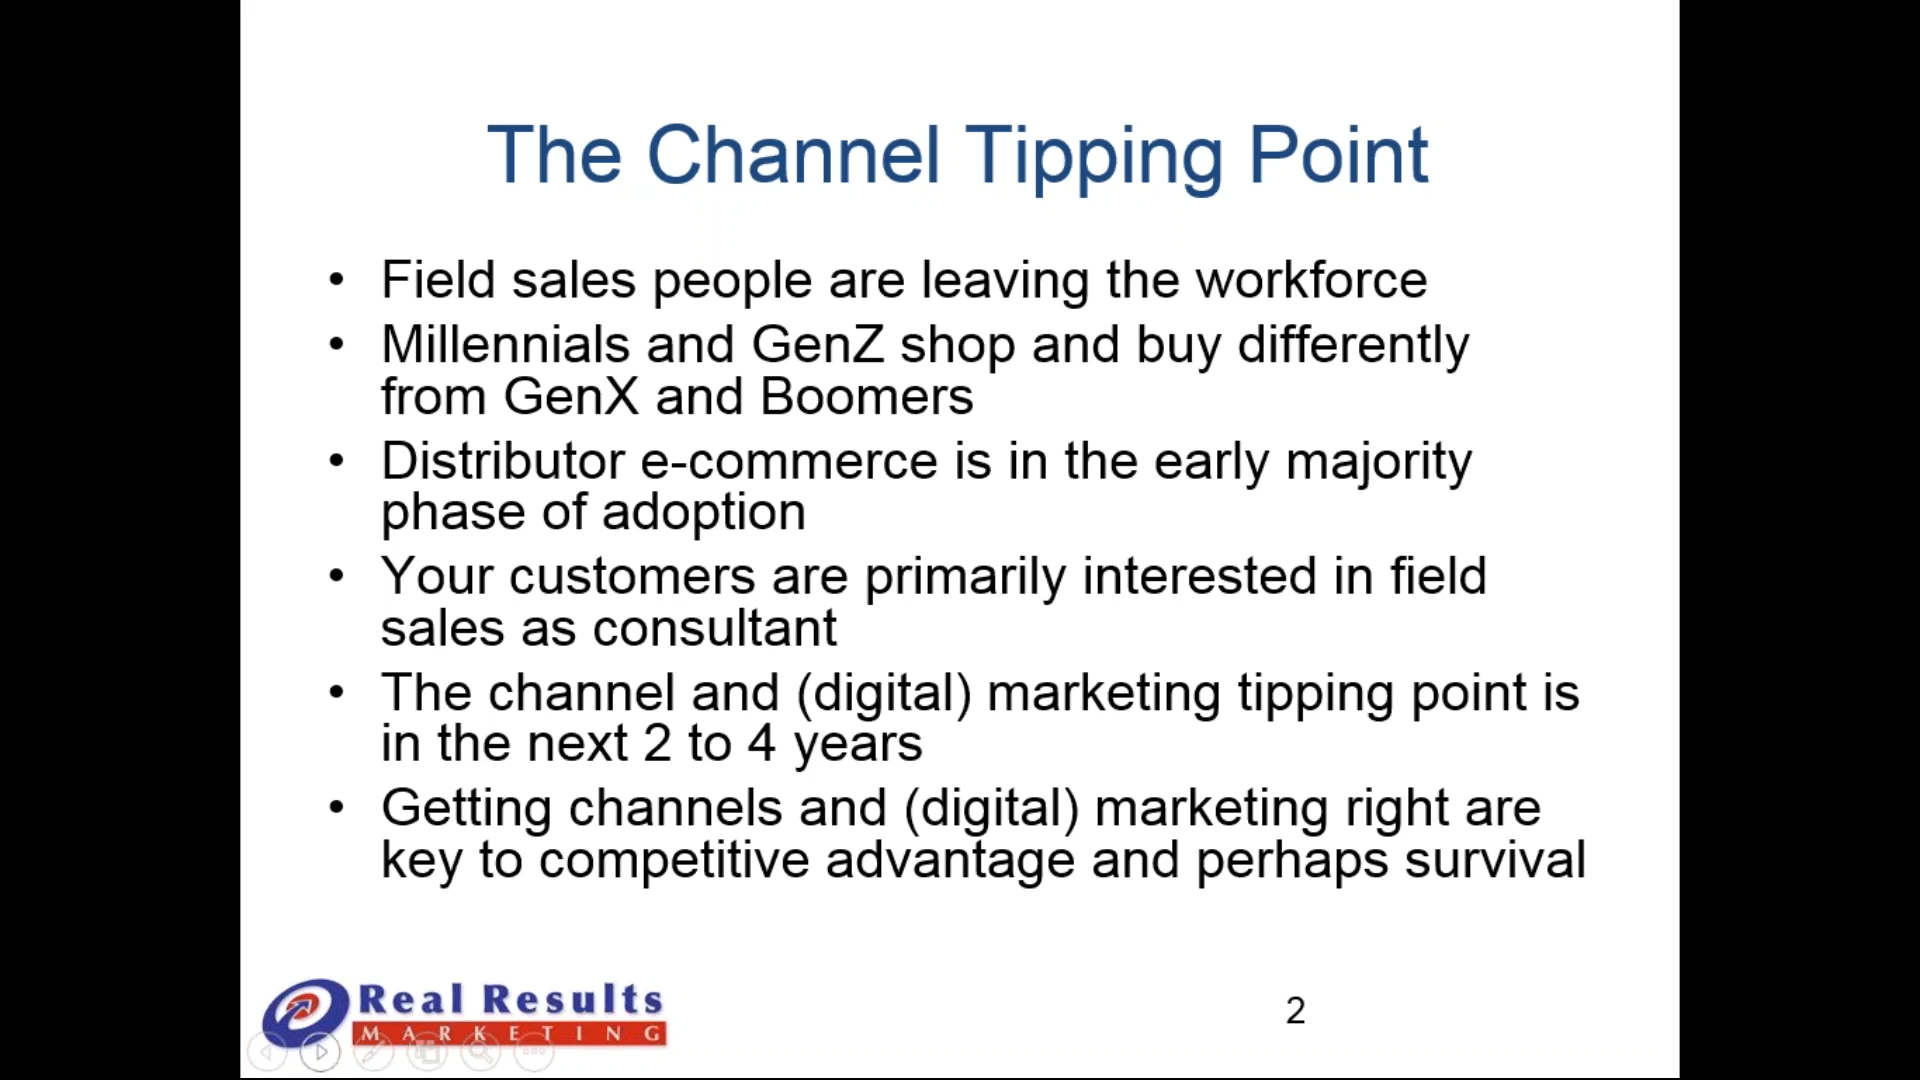 The Channel Tipping Point
• Field sales people are leaving the workforce
• Millennials and GenZ shop and buy differently
from GenX and Boomers
• Distributor e-commerce is in the early majority
phase of adoption
• Your customers are primarily interested in field
sales as consultant
• The channel and (digital) marketing tipping point is
in the next 2 to 4 years
• Getting channels and (digital) marketing right are
key to competitive advantage and perhaps survival
Real Results
MARKETING
2